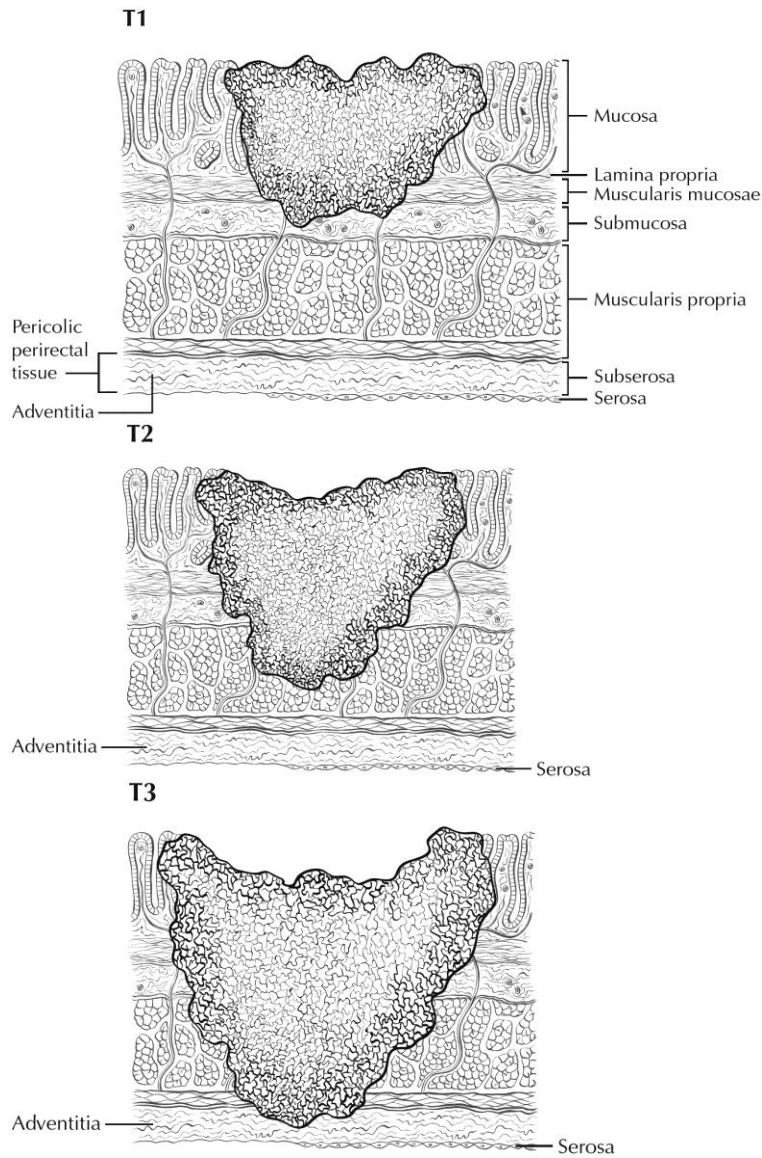 T1
Mucosa
Lamina propria
Muscularis mucosae
Submucosa
Muscularis propria
Pericolic
perirectal
tissue
Adventitia
Subserosa
Serosa
T2
Adventitia
Serosa
T3
Adventitia
Serosa